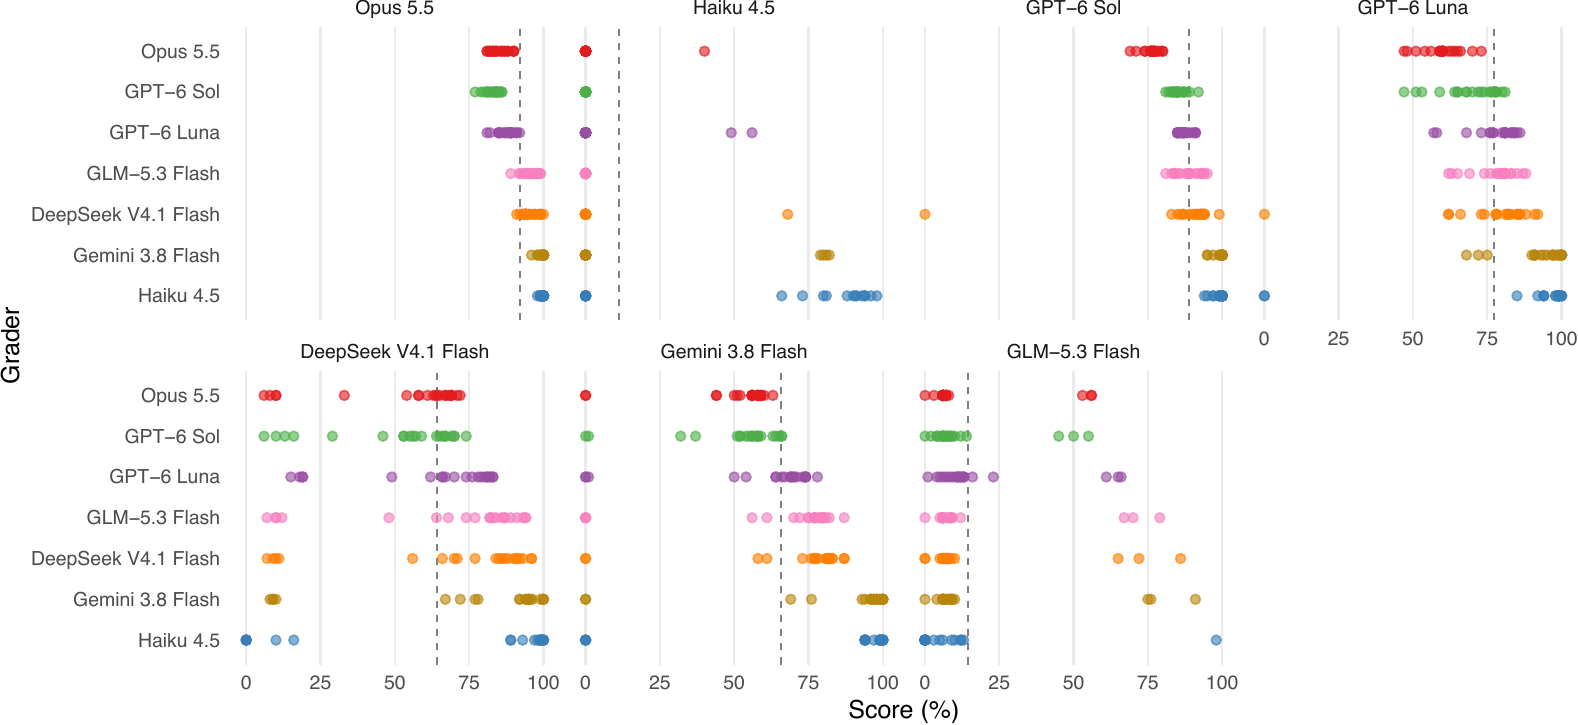 Opus 5.5 Haiku 4.5 GPT−6 Sol GPT−6 Luna
Opus 5.5
GPT−6 Sol
GPT−6 Luna
GLM−5.3 Flash
DeepSeek V4.1 Flash
Gemini 3.8 Flash
Haiku 4.5
0 25 50 75 100
Grader
DeepSeek V4.1 Flash Gemini 3.8 Flash GLM−5.3 Flash
Opus 5.5
GPT−6 Sol
GPT−6 Luna
GLM−5.3 Flash
DeepSeek V4.1 Flash
Gemini 3.8 Flash
Haiku 4.5
0 25 50 75 100 0 25 50 75 100 0 25 50 75 100
Score (%)